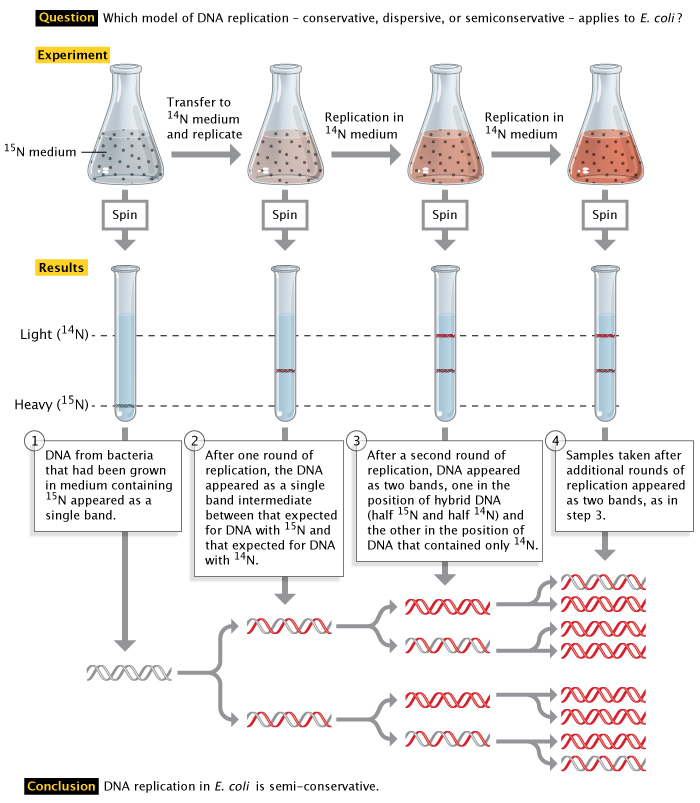 Question Which model of DNA replication – conservative, dispersive, or semiconservative – applies to E. coli?
Experiment
15N medium
Transfer to
14N medium
and replicate
Replication in
14N medium
Replication in
14N medium
Spin
Spin
Spin
Spin
Results
Light (14N)
Heavy (15N)
1
DNA from bacteria
that had been grown
in medium containing
15N appeared as a
single band.
2
After one round of
replication, the DNA
appeared as a single
band intermediate
between that expected
for DNA with 15N and
that expected for DNA
with 14N.
3
After a second round of
replication, DNA appeared
as two bands, one in the
position of hybrid DNA
(half 15N and half 14N) and
the other in the position of
DNA that contained only 14N.
4
Samples taken after
additional rounds of
replication appeared
as two bands, as in
step 3.
Conclusion DNA replication in E. coli is semi-conservative.